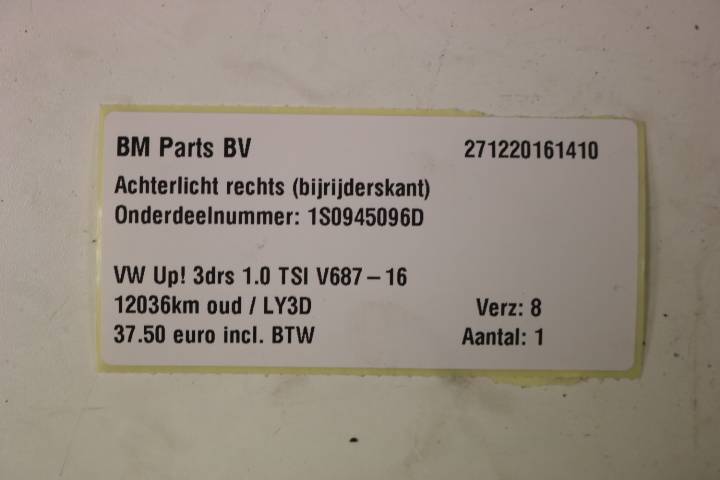 BM Parts BV 271220161410
Achterlicht rechts (bijrijderskant)
Onderdeelnummer: 1S0945096D
VW Up! 3drs 1.0 TSI V687 – 16
12036km oud / LY3D Verz: 8
37.50 euro incl. BTW Aantal: 1